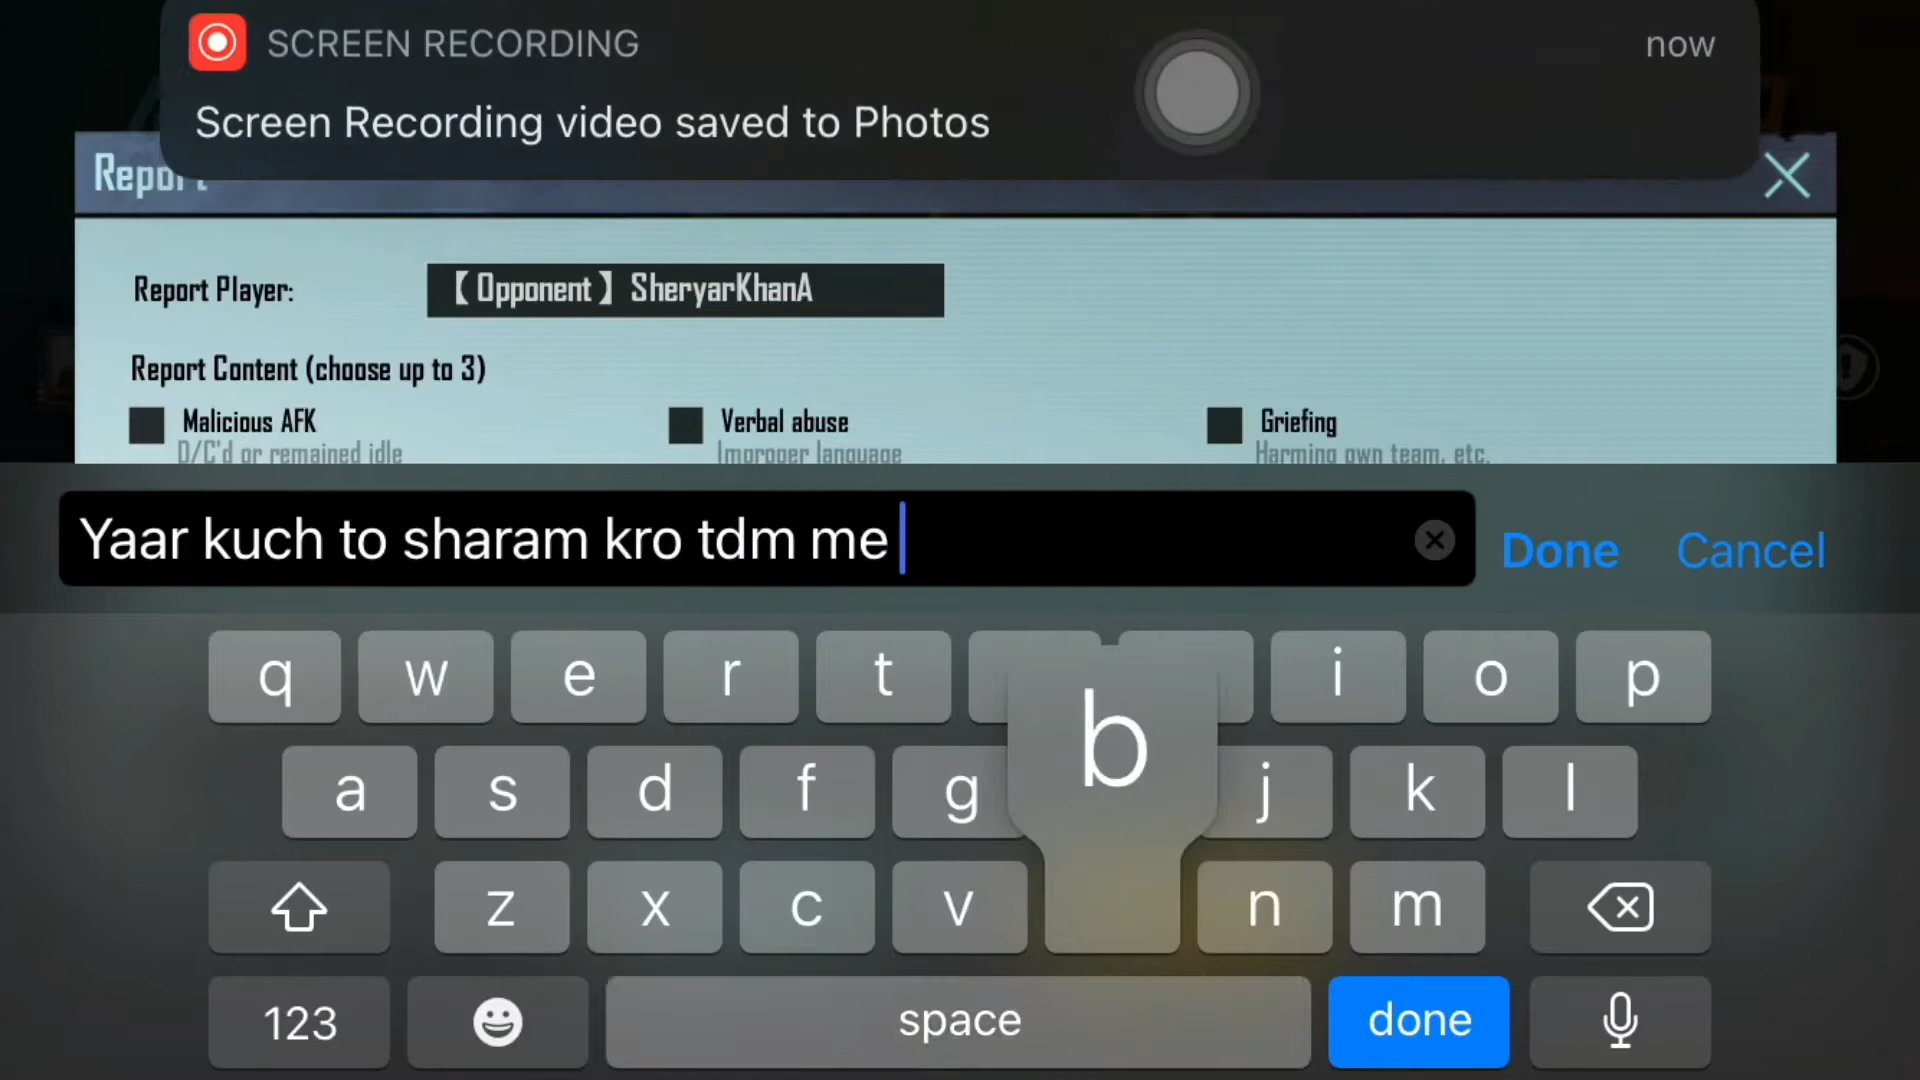 SCREEN RECORDING
now
Screen Recording video saved to Photos
Report
Report Player:
【Opponent】SheryarKhanA
Report Content (choose up to 3)
Malicious AFK
Verbal abuse
Griefing
D/C'd or remained idle
Improper language
Harming own team, etc.
Yaar kuch to sharam kro tdm me
Done
Cancel
q w e r t i o p
a s d f g b j k l
z x c v n m
123 space done